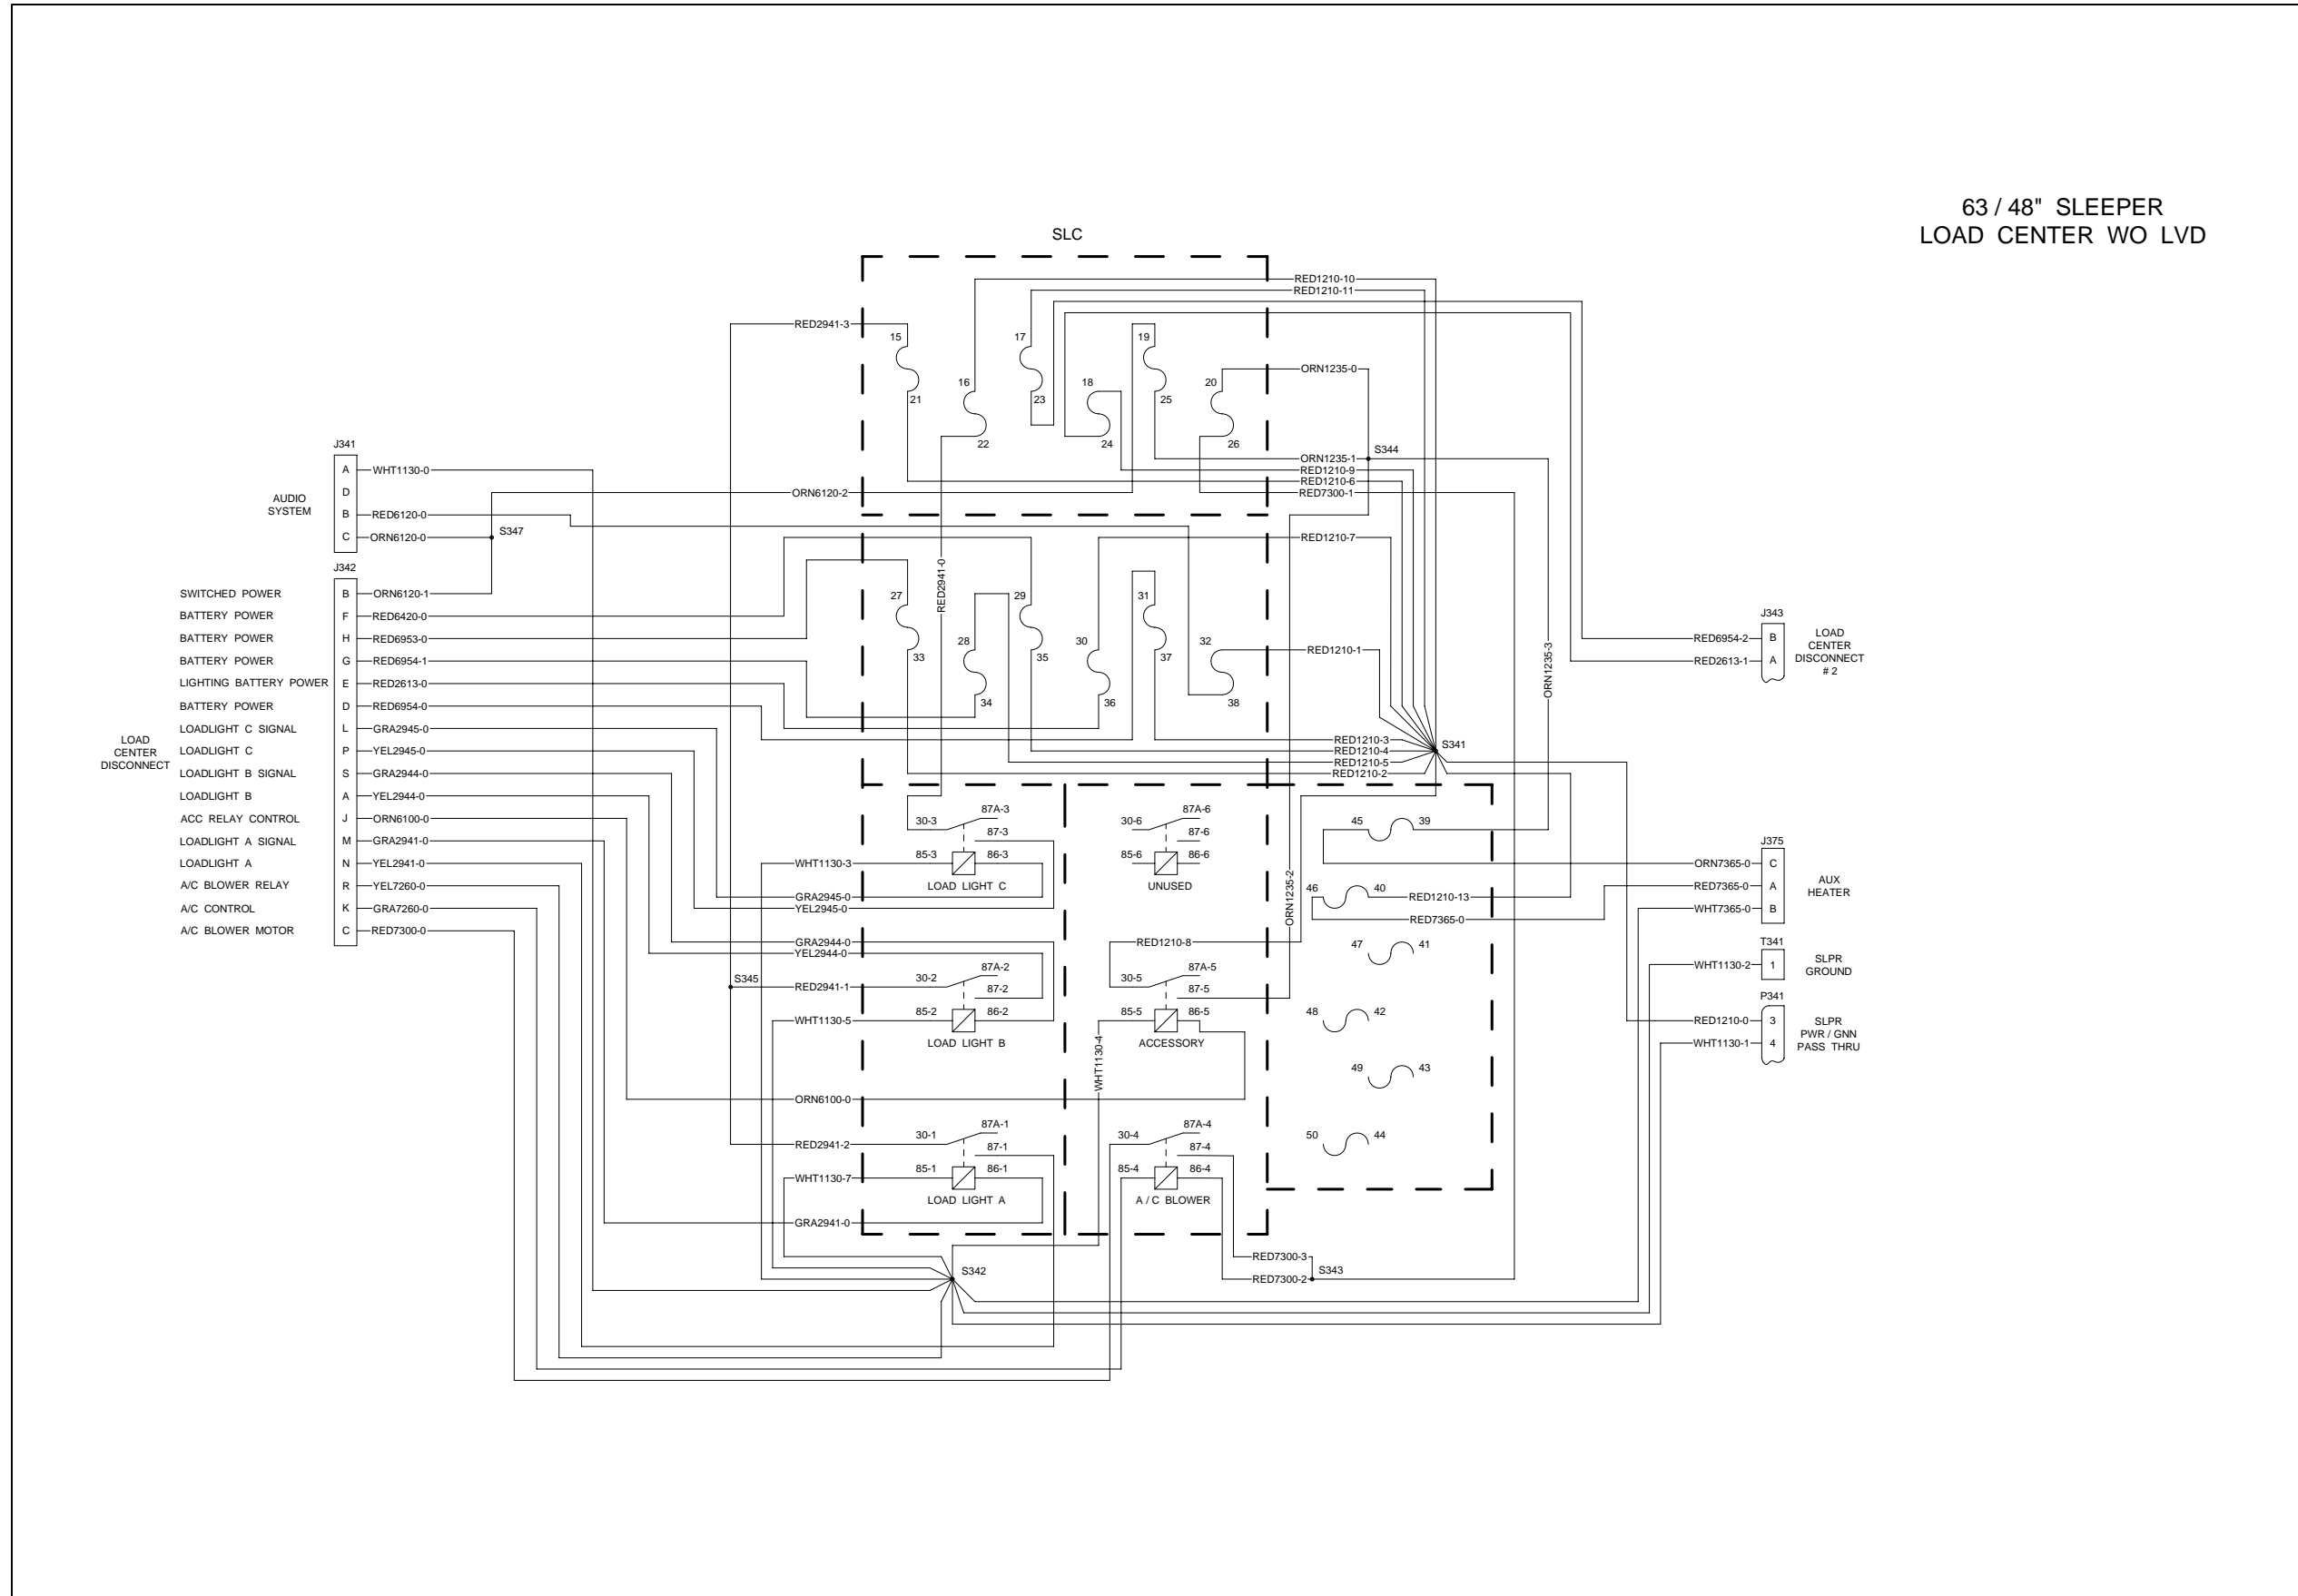 63 / 48" SLEEPER
LOAD CENTER WO LVD
SLC
RED1210-10
RED1210-11
RED2941-3
15
17
19
16
18
20
ORN1235-0
21
23
25
22
24
26
J341
A
WHT1130-0
D
B
RED6120-0
C
ORN6120-0
AUDIO
SYSTEM
S347
ORN6120-2
ORN1235-1
S344
RED1210-9
RED1210-6
RED7300-1
RED1210-7
RED2941-0
J342
SWITCHED POWER
B
ORN6120-1
BATTERY POWER
F
RED6420-0
BATTERY POWER
H
RED6953-0
BATTERY POWER
G
RED6954-1
LIGHTING BATTERY POWER
E
RED2613-0
BATTERY POWER
D
RED6954-0
LOADLIGHT C SIGNAL
L
GRA2945-0
LOADLIGHT C
P
YEL2945-0
LOADLIGHT B SIGNAL
S
GRA2944-0
LOADLIGHT B
A
YEL2944-0
ACC RELAY CONTROL
J
ORN6100-0
LOADLIGHT A SIGNAL
M
GRA2941-0
LOADLIGHT A
N
YEL2941-0
A/C BLOWER RELAY
R
YEL7260-0
A/C CONTROL
K
GRA7260-0
A/C BLOWER MOTOR
C
RED7300-0
LOAD
CENTER
DISCONNECT
27
29
31
28
30
32
33
35
37
34
36
38
RED1210-1
ORN1235-3
RED1210-3
RED1210-4
RED1210-5
RED1210-2
S341
J343
RED6954-2
B
RED2613-1
A
LOAD
CENTER
DISCONNECT
# 2
30-3
87A-3
87-3
WHT1130-3
85-3
86-3
LOAD LIGHT C
GRA2945-0
YEL2945-0
30-6
87A-6
87-6
85-6
86-6
UNUSED
ORN1235-2
45
39
46
40
RED1210-13
RED7365-0
47
41
48
42
49
43
50
44
J375
ORN7365-0
C
RED7365-0
A
WHT7365-0
B
AUX
HEATER
T341
WHT1130-2
1
SLPR
GROUND
P341
RED1210-0
3
WHT1130-1
4
SLPR
PWR / GNN
PASS THRU
GRA2944-0
YEL2944-0
S345
RED2941-1
30-2
87A-2
87-2
WHT1130-5
85-2
86-2
LOAD LIGHT B
RED1210-8
30-5
87A-5
87-5
85-5
86-5
ACCESSORY
WHT1130-4
ORN6100-0
RED2941-2
30-1
87A-1
87-1
WHT1130-7
85-1
86-1
LOAD LIGHT A
GRA2941-0
30-4
87A-4
87-4
85-4
86-4
A / C BLOWER
S342
RED7300-3
RED7300-2
S343